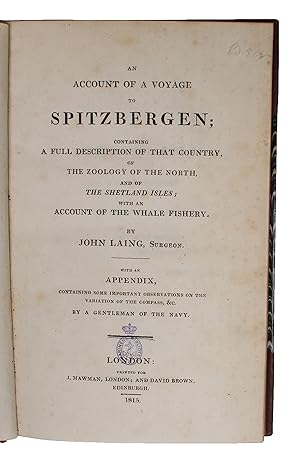 AN
ACCOUNT OF A VOYAGE
TO
SPITZBERGEN;
CONTAINING
A FULL DESCRIPTION OF THAT COUNTRY,
OF
THE ZOOLOGY OF THE NORTH,
AND OF
THE SHETLAND ISLES;
WITH AN
ACCOUNT OF THE WHALE FISHERY.
BY
JOHN LAING, SURGEON.
WITH AN
APPENDIX,
CONTAINING SOME IMPORTANT OBSERVATIONS ON THE
VARIATION OF THE COMPASS, &c.
BY A GENTLEMAN OF THE NAVY.
LONDON:
PRINTED FOR
J. MAWMAN, LONDON; AND DAVID BROWN,
EDINBURGH.
1815.